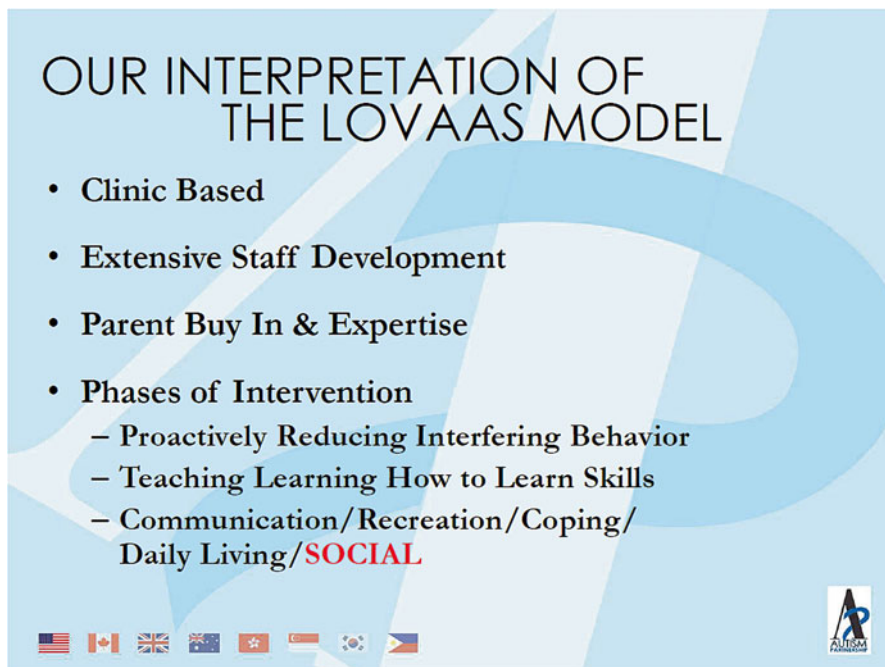 OUR INTERPRETATION OF
THE LOVAAS MODEL
• Clinic Based
• Extensive Staff Development
• Parent Buy In & Expertise
• Phases of Intervention
– Proactively Reducing Interfering Behavior
– Teaching Learning How to Learn Skills
– Communication/Recreation/Coping/
Daily Living/SOCIAL
AP
AUTISM
PARTNERSHIP